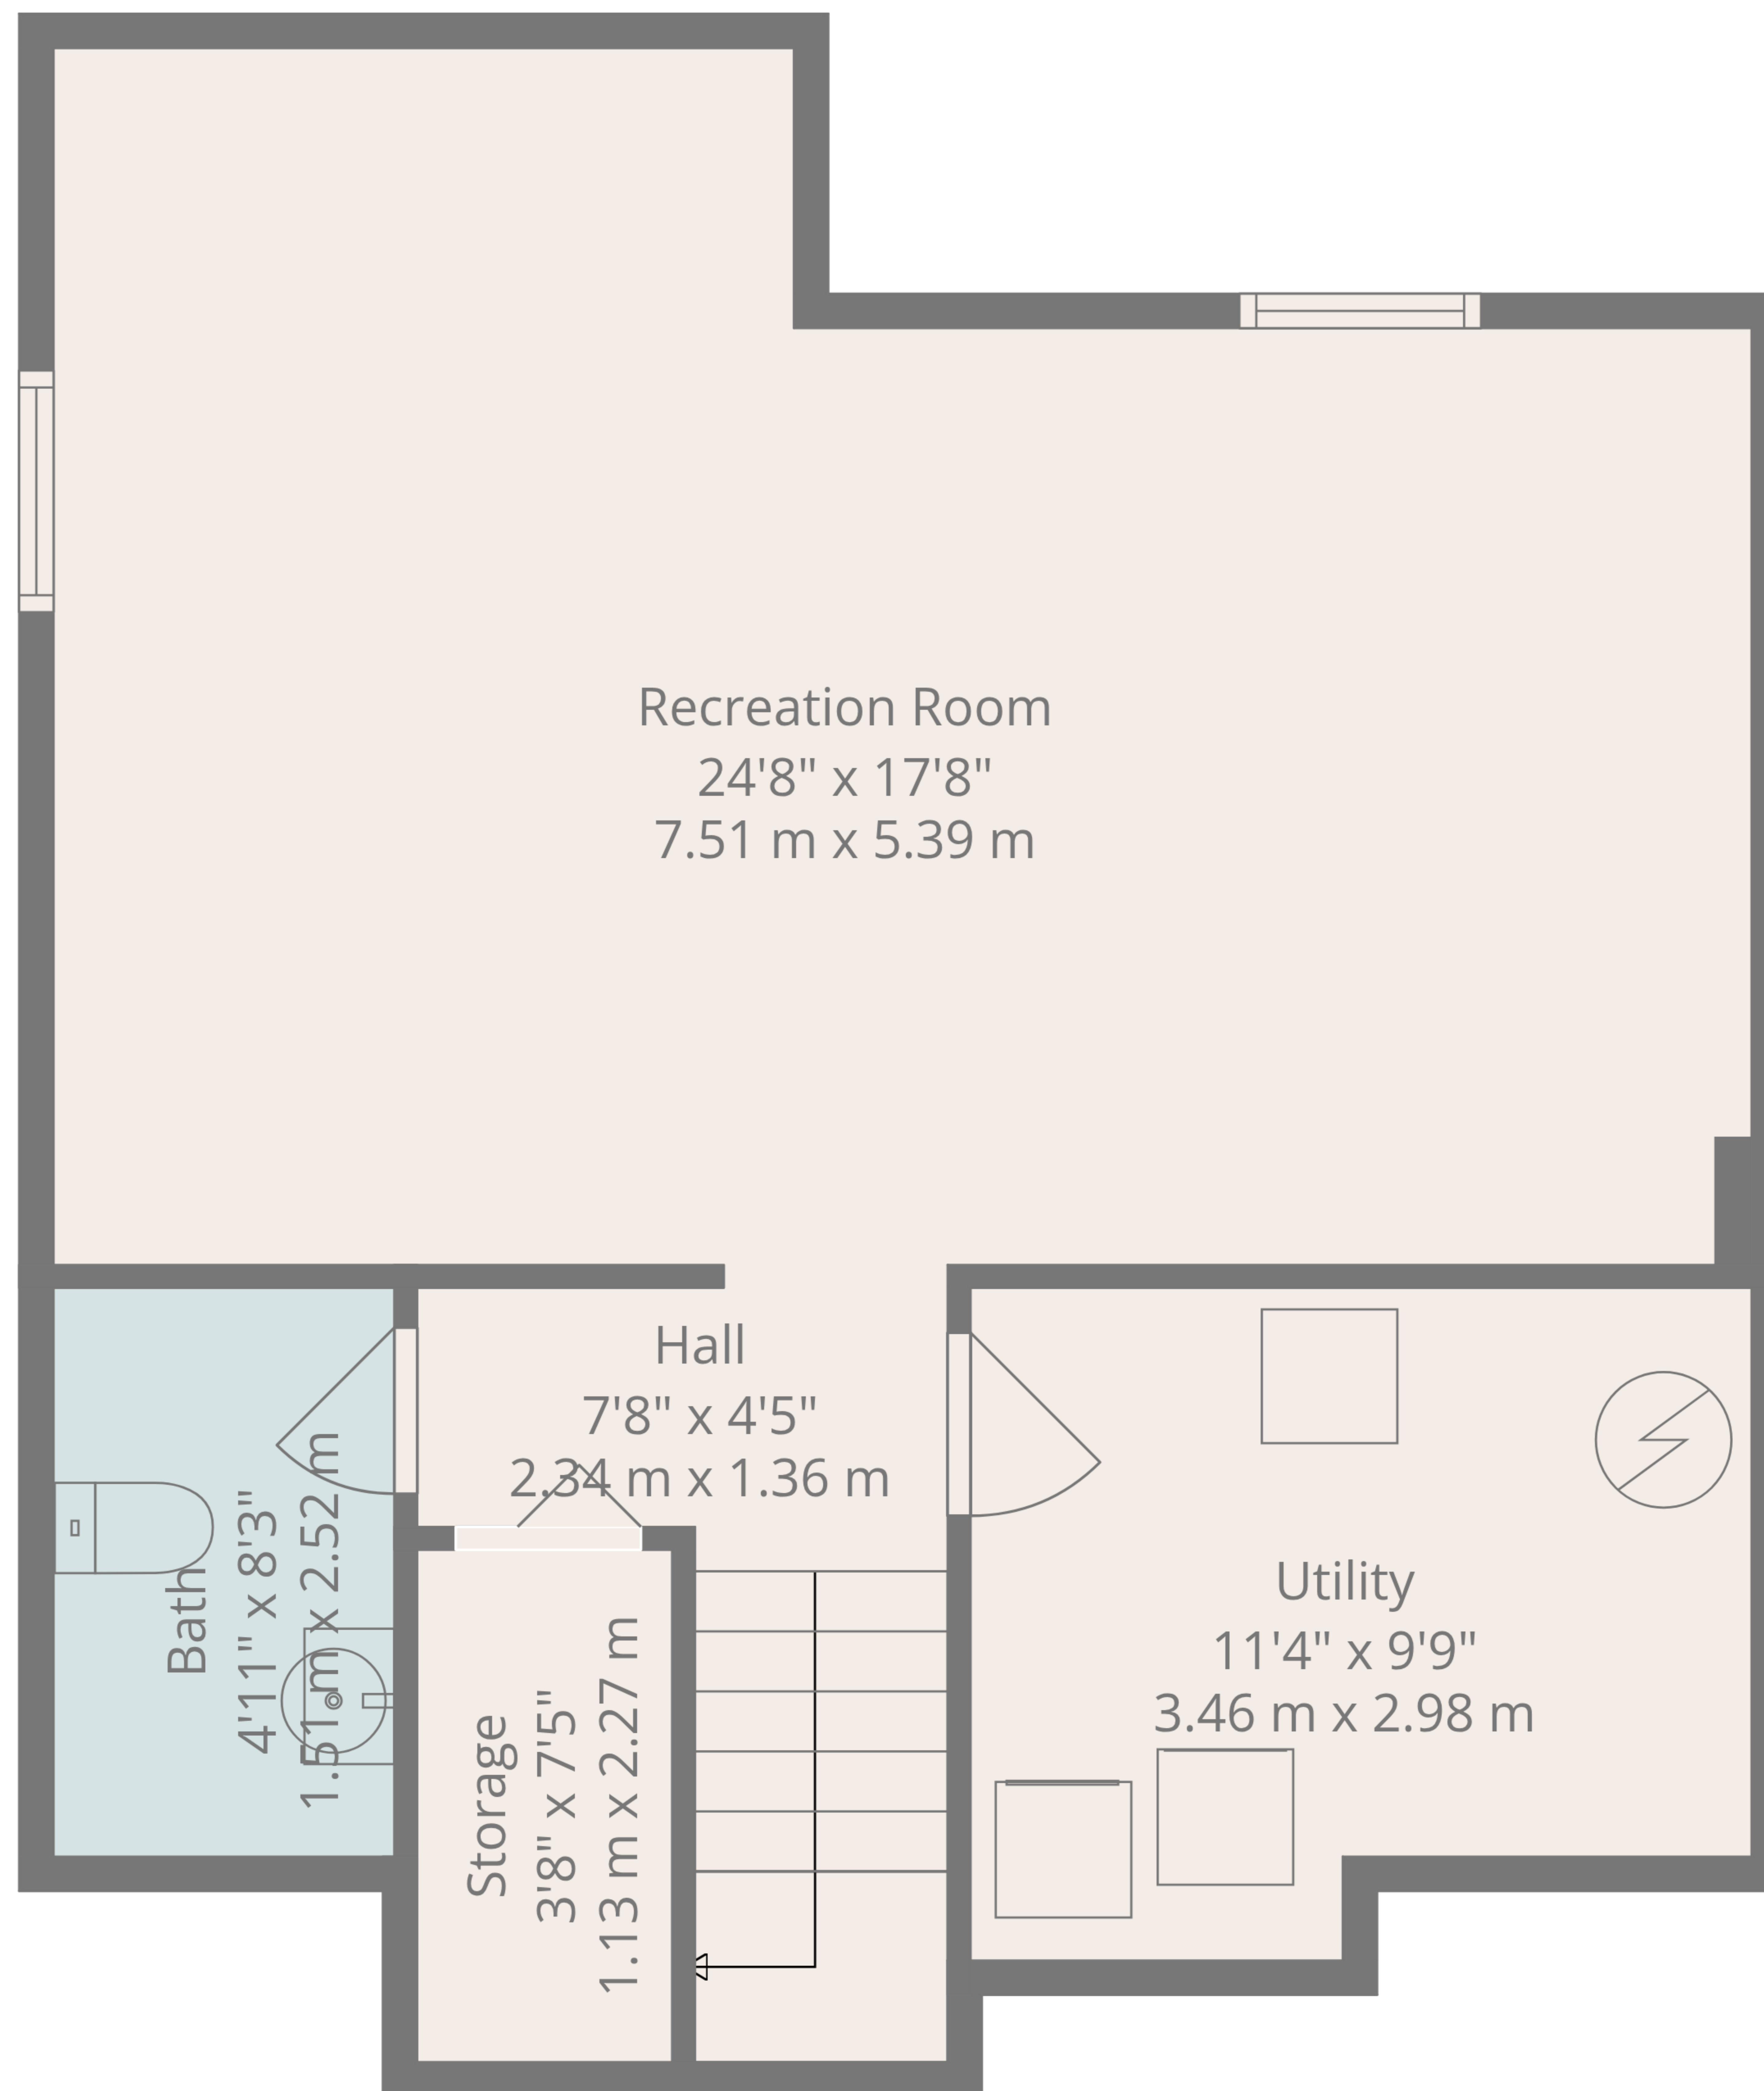 Recreation Room
24'8" x 17'8"
7.51 m x 5.39 m
Hall
7'8" x 4'5"
2.34 m x 1.36 m
Bath
4'11" x 8'3"
1.51 m x 2.52 m
Storage
3'8" x 7'5"
1.13 m x 2.27 m
Utility
11'4" x 9'9"
3.46 m x 2.98 m